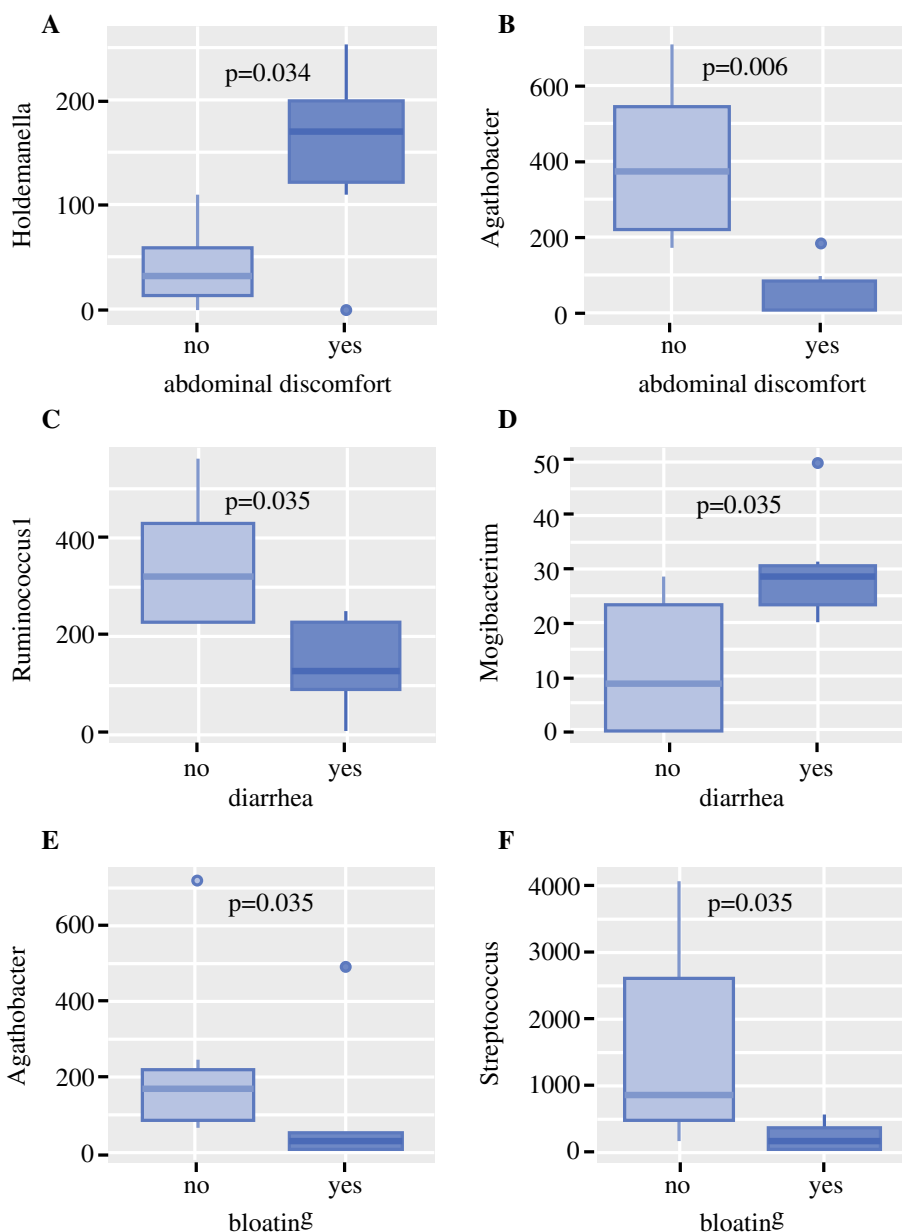 A
p=0.034
Holdemanella
200
100
0
no yes
abdominal discomfort
B
p=0.006
Agathobacter
600
400
200
0
no yes
abdominal discomfort
C
p=0.035
Ruminococcus1
400
200
0
no yes
diarrhea
D
p=0.035
Mogibacterium
50
40
30
20
10
0
no yes
diarrhea
E
p=0.035
Agathobacter
600
400
200
0
no yes
bloating
F
p=0.035
Streptococcus
4000
3000
2000
1000
0
no yes
bloating